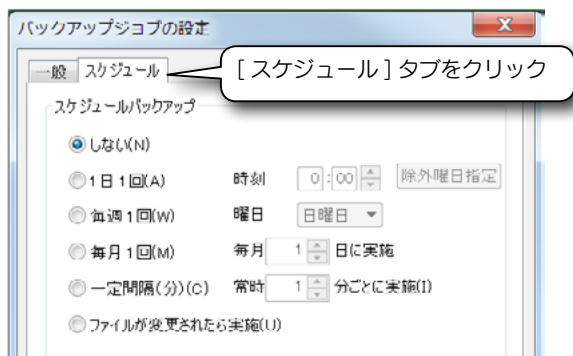 バックアップジョブの設定
一般 スケジュール
[ スケジュール ] タブをクリック
スケジュールバックアップ
しない(N)
1日1回(A) 時刻 0:00 除外曜日指定
毎週1回(W) 曜日 日曜日
毎月1回(M) 毎月 1 日に実施
一定間隔(分)(C) 常時 1 分ごとに実施(I)
ファイルが変更されたら実施(U)